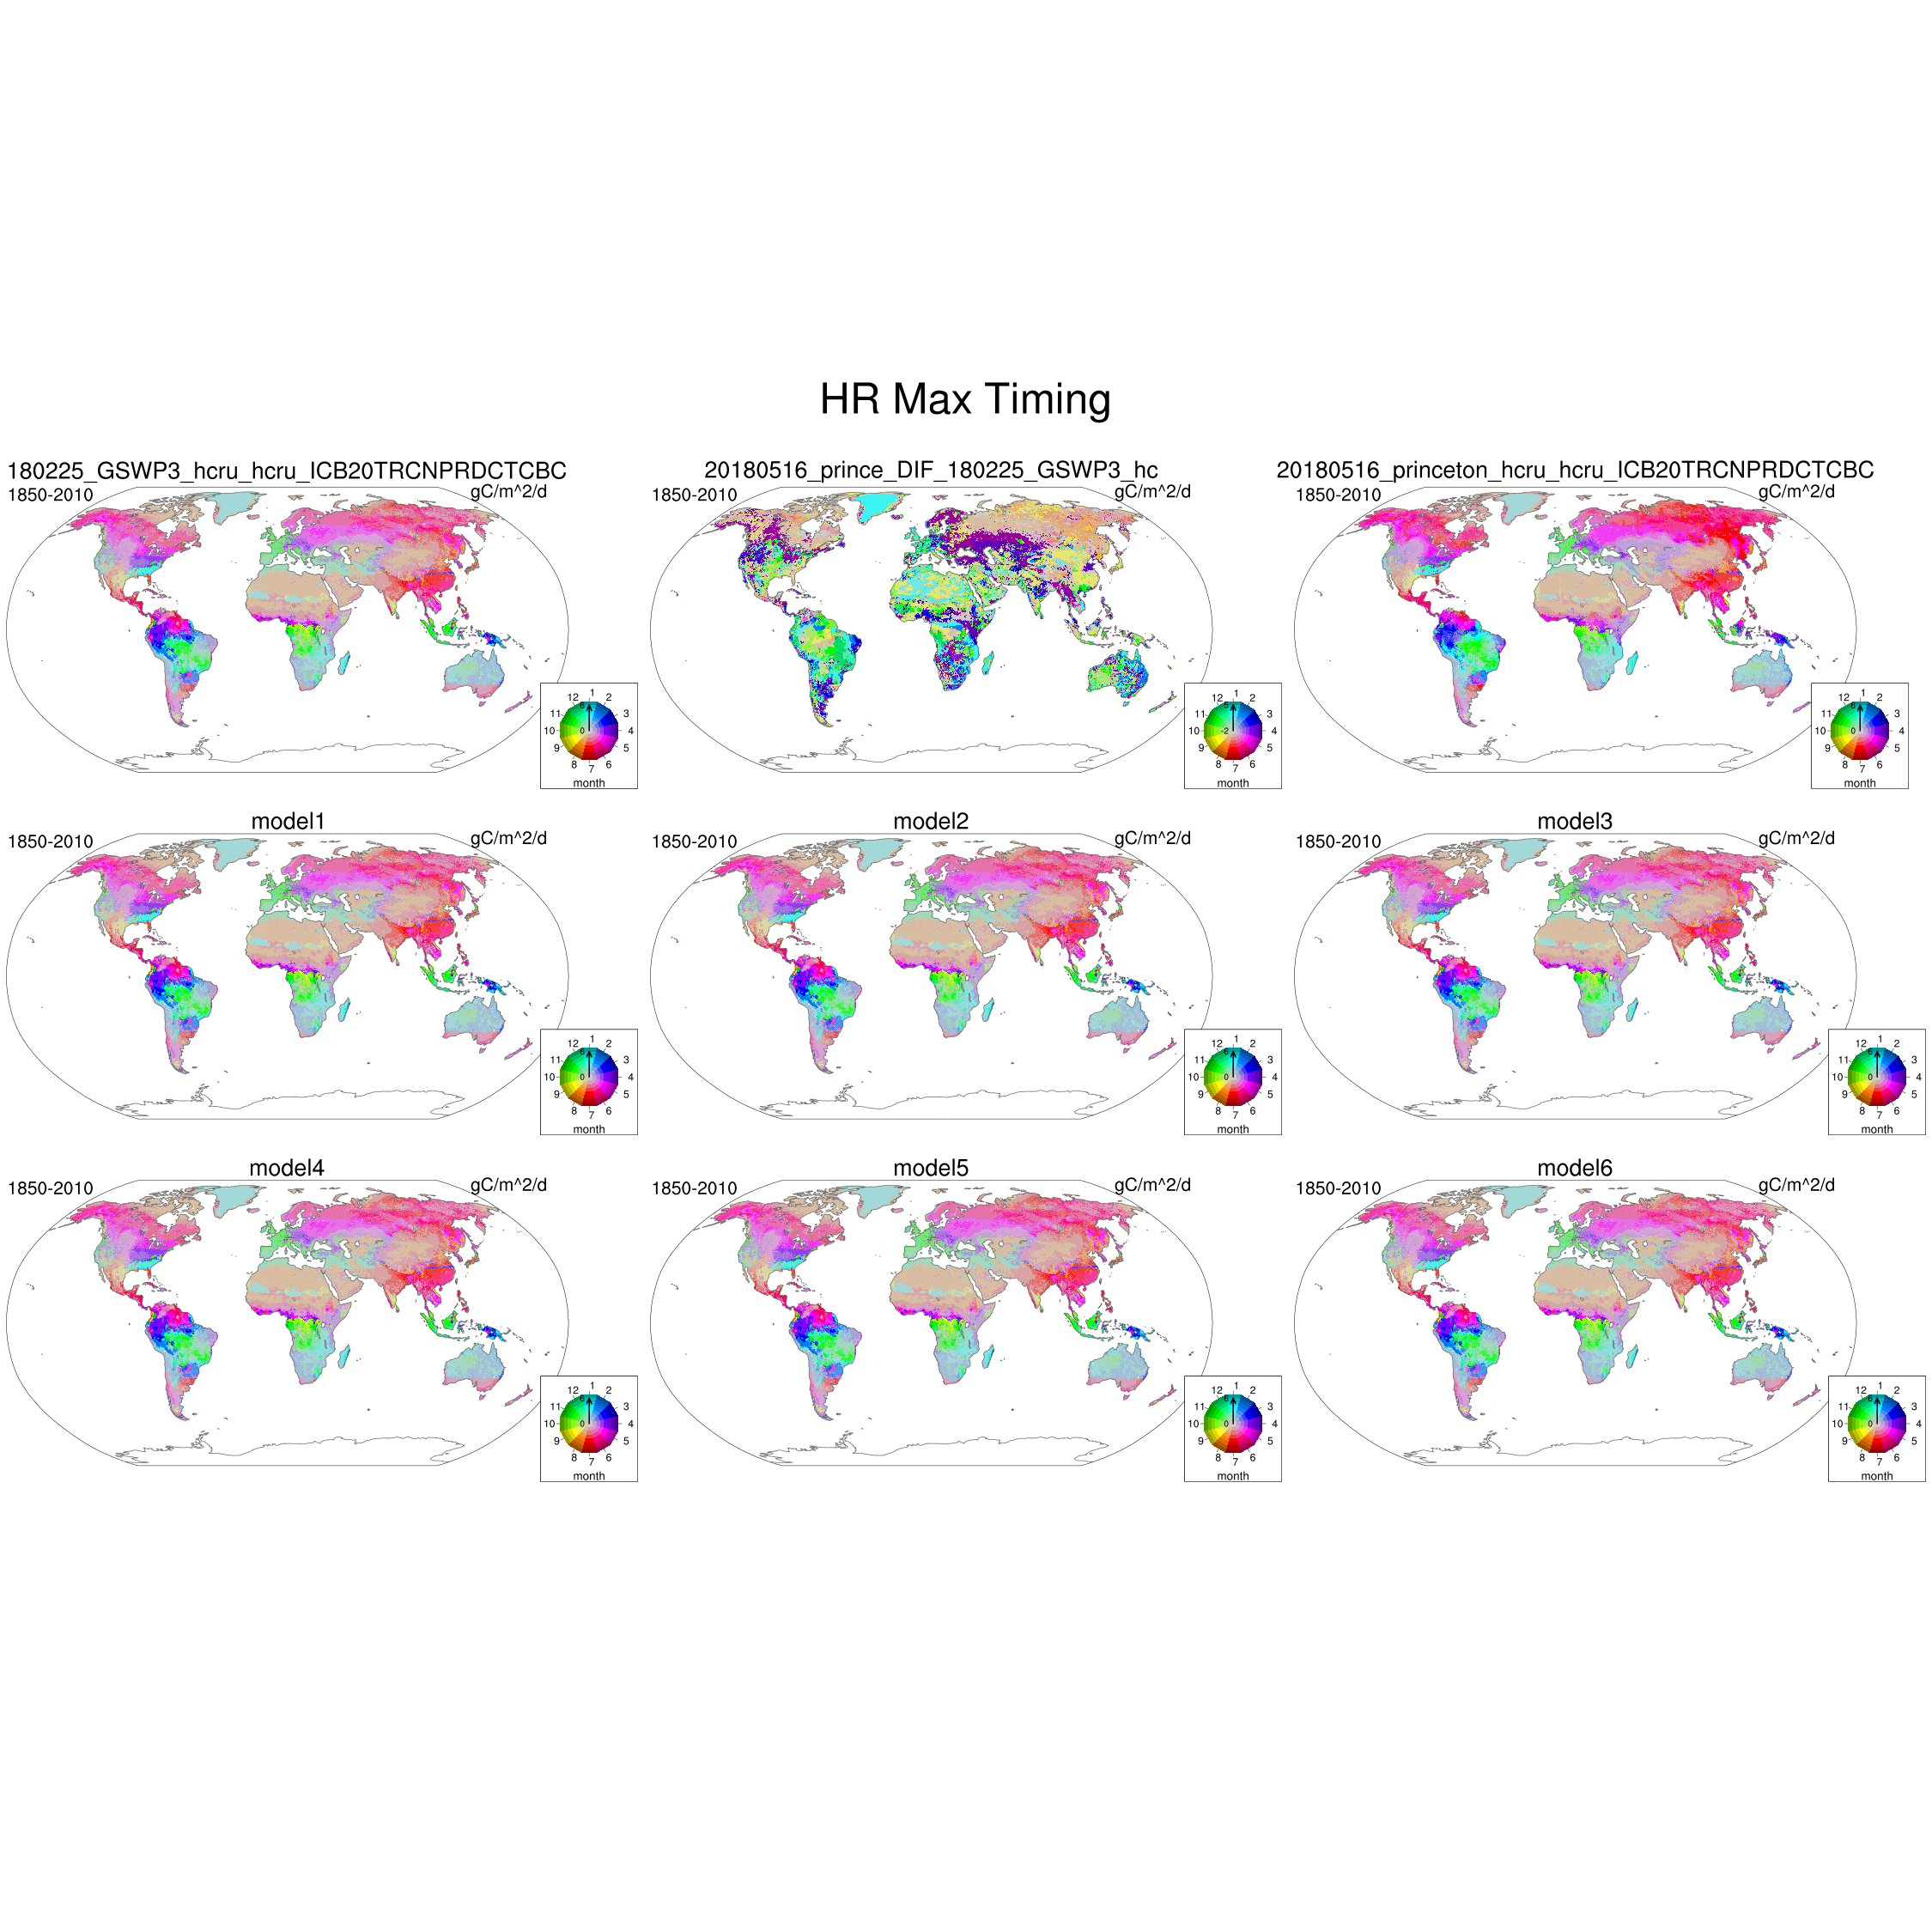 HR Max Timing
180225_GSWP3_hcru_hcru_ICB20TRCNPRDCTCBC
1850-2010
gC/m^2/d
12 1 2
11 6 3
10 0 4
9 5
8 7 6
month
20180516_prince_DIF_180225_GSWP3_hc
1850-2010
gC/m^2/d
12 1 2
11 5 3
10 -2 4
9 5
8 7 6
month
20180516_princeton_hcru_hcru_ICB20TRCNPRDCTCBC
1850-2010
gC/m^2/d
12 1 2
11 6 3
10 0 4
9 5
8 7 6
month
model1
1850-2010
gC/m^2/d
12 1 2
11 6 3
10 0 4
9 5
8 7 6
month
model2
1850-2010
gC/m^2/d
12 1 2
11 6 3
10 0 4
9 5
8 7 6
month
model3
1850-2010
gC/m^2/d
12 1 2
11 6 3
10 0 4
9 5
8 7 6
month
model4
1850-2010
gC/m^2/d
12 1 2
11 6 3
10 0 4
9 5
8 7 6
month
model5
1850-2010
gC/m^2/d
12 1 2
11 6 3
10 0 4
9 5
8 7 6
month
model6
1850-2010
gC/m^2/d
12 1 2
11 6 3
10 0 4
9 5
8 7 6
month